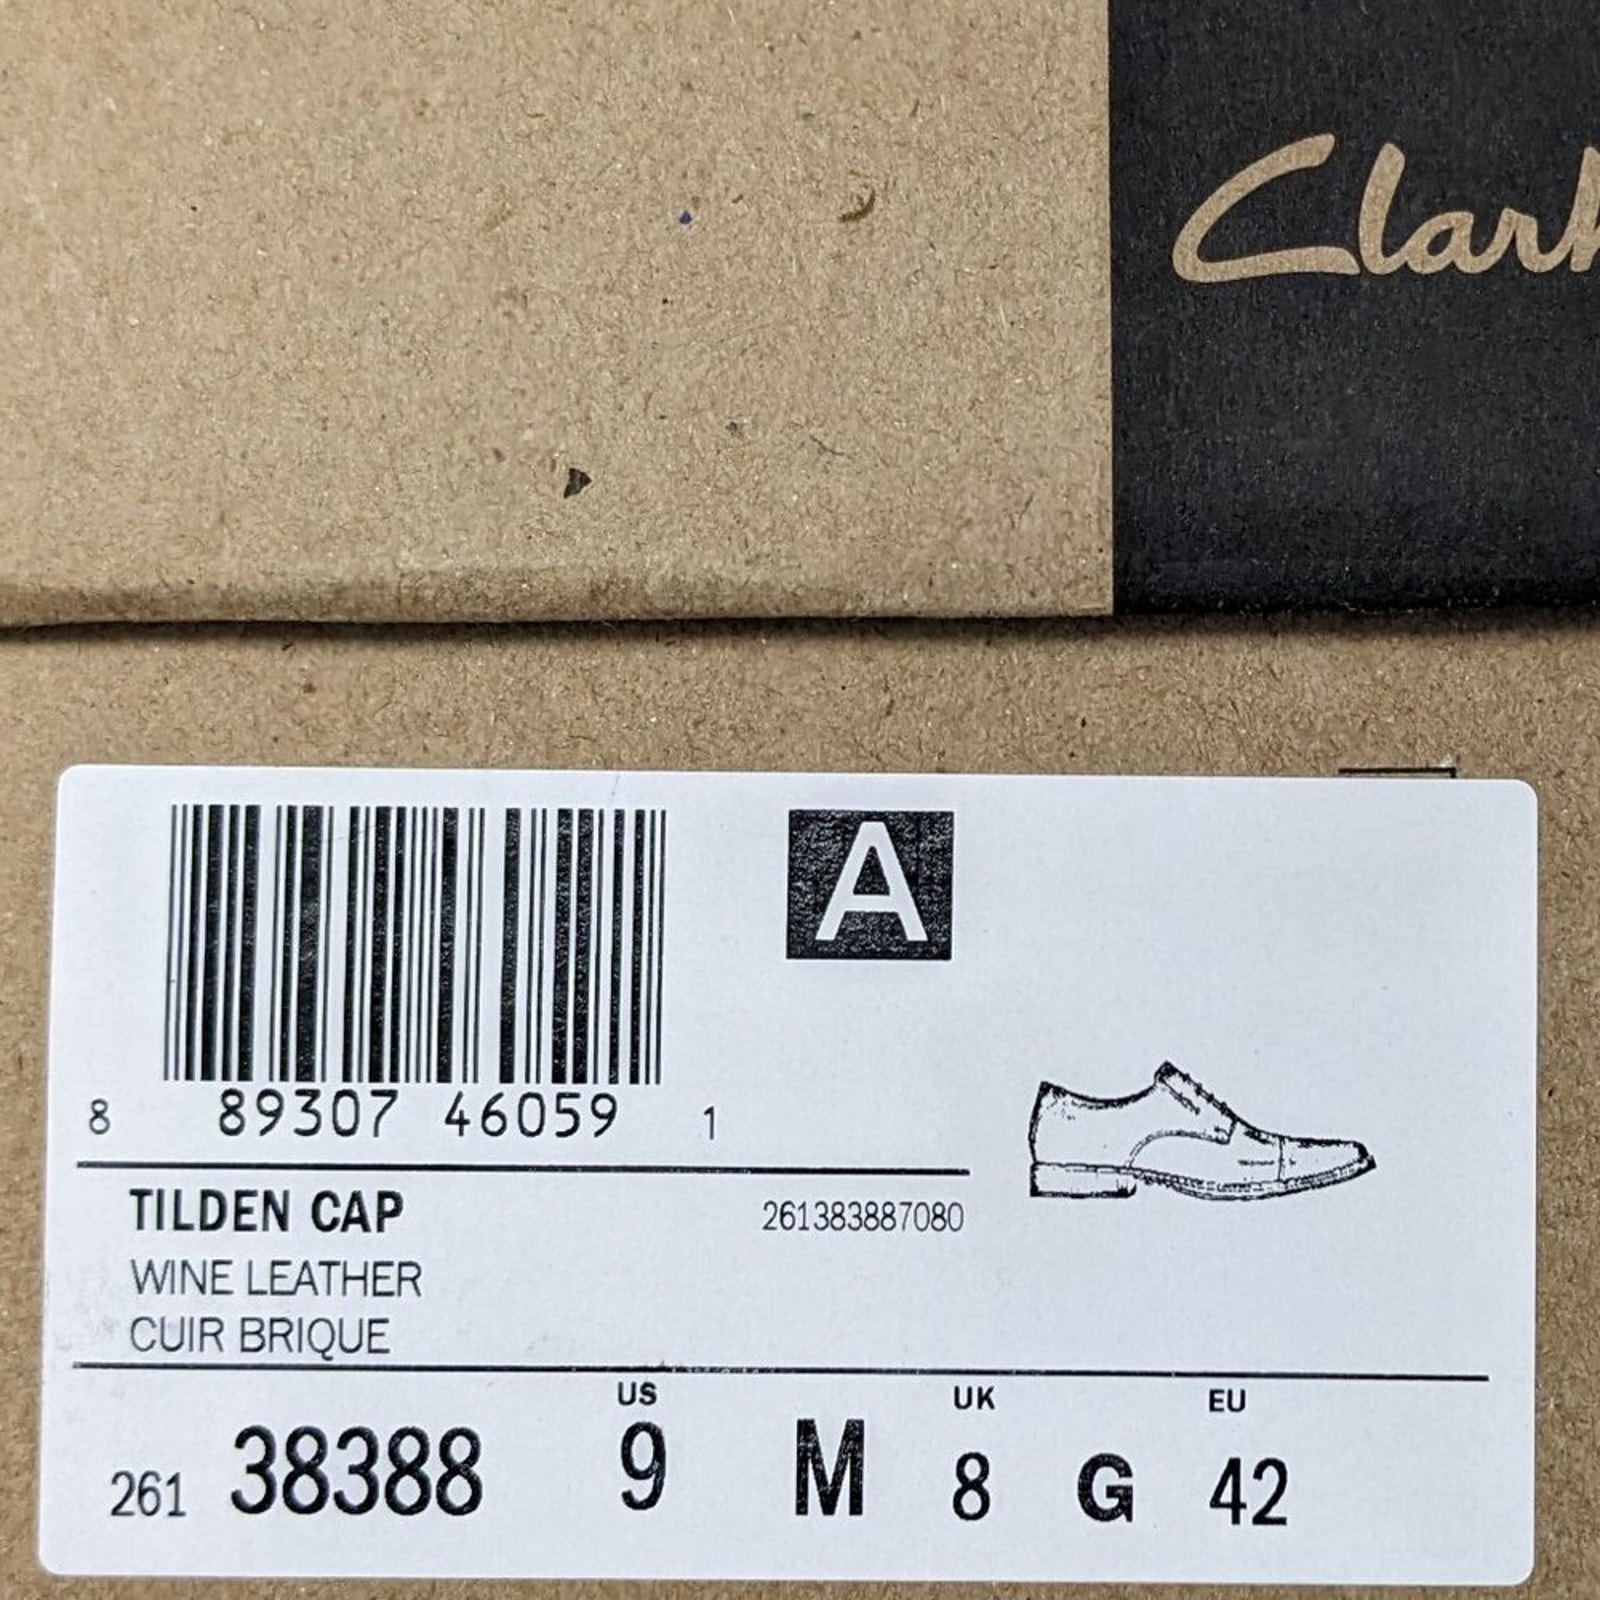 Clark
A
8 89307 46059 1
TILDEN CAP
261383887080
WINE LEATHER
CUIR BRIQUE
US UK EU
261 38388 9 M 8 G 42